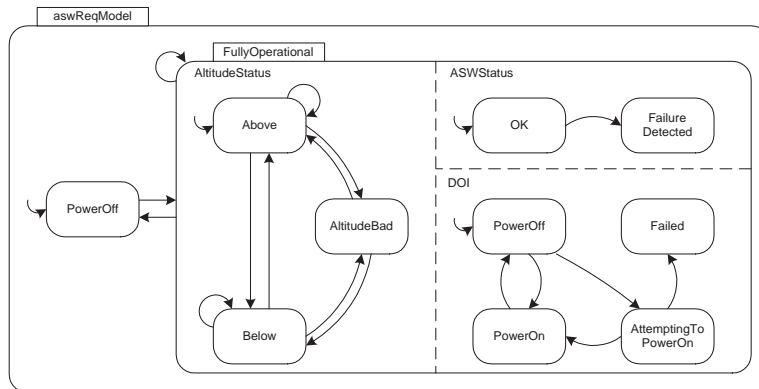 aswReqModel
FullyOperational
AltitudeStatus
ASWStatus
Above
OK
Failure
Detected
DOI
PowerOff
AltitudeBad
PowerOff
Failed
Below
PowerOn
AttemptingTo
PowerOn